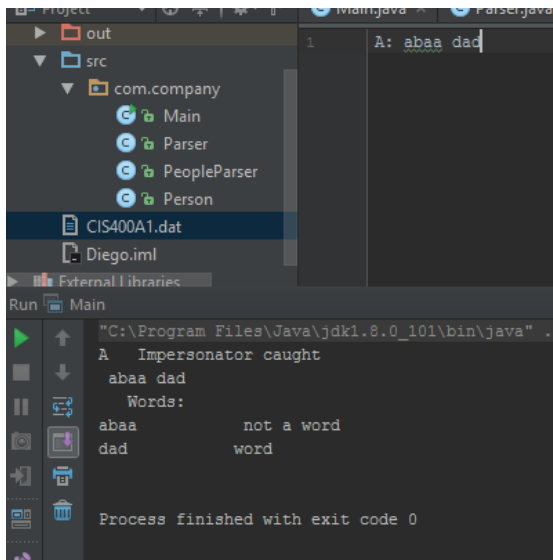 Project
Main.java × Parser.java
out
1 A: abaa dad
src
com.company
Main
Parser
PeopleParser
Person
CIS400A1.dat
Diego.iml
External Libraries
Run Main
"C:\Program Files\Java\jdk1.8.0_101\bin\java" .
A Impersonator caught
abaa dad
Words:
abaa not a word
dad word
Process finished with exit code 0